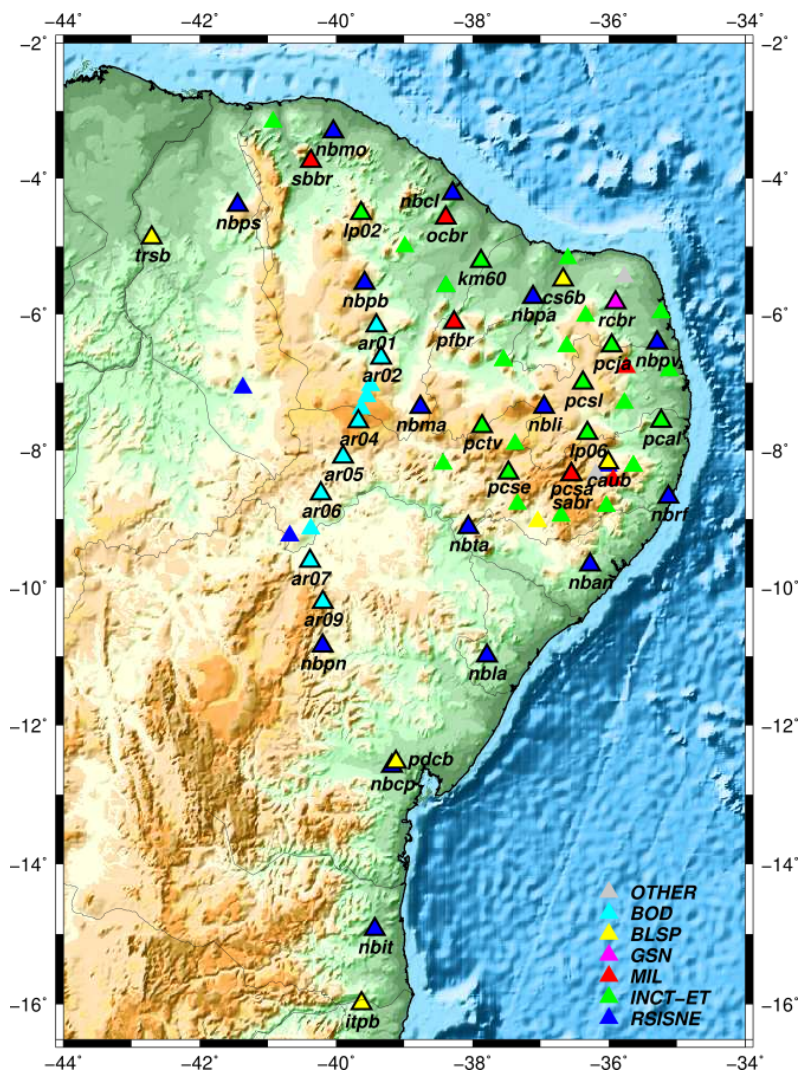 −44° −42° −40° −38° −36° −34°
−2° −2°
nbmo
sbbr
−4° −4°
nbcl
nbps
lp02
ocbr
trsb
km60
nbpb
cs6b
−6° −6°
nbpa
rcbr
ar01
pfbr
nbpv
pcja
ar02
pcsl
nbma
nbli
pcal
ar04
pctv
lp06
−8° −8°
ar05
caub
pcse
pcsa
sabr
ar06
nbrf
nbta
ar07
nban
−10° −10°
ar09
nbpn
nbla
−12° −12°
pdcb
nbcp
−14° −14°
OTHER
BOD
nbit
BLSP
GSN
MIL
−16° −16°
INCT−ET
itpb
RSISNE
−44° −42° −40° −38° −36° −34°